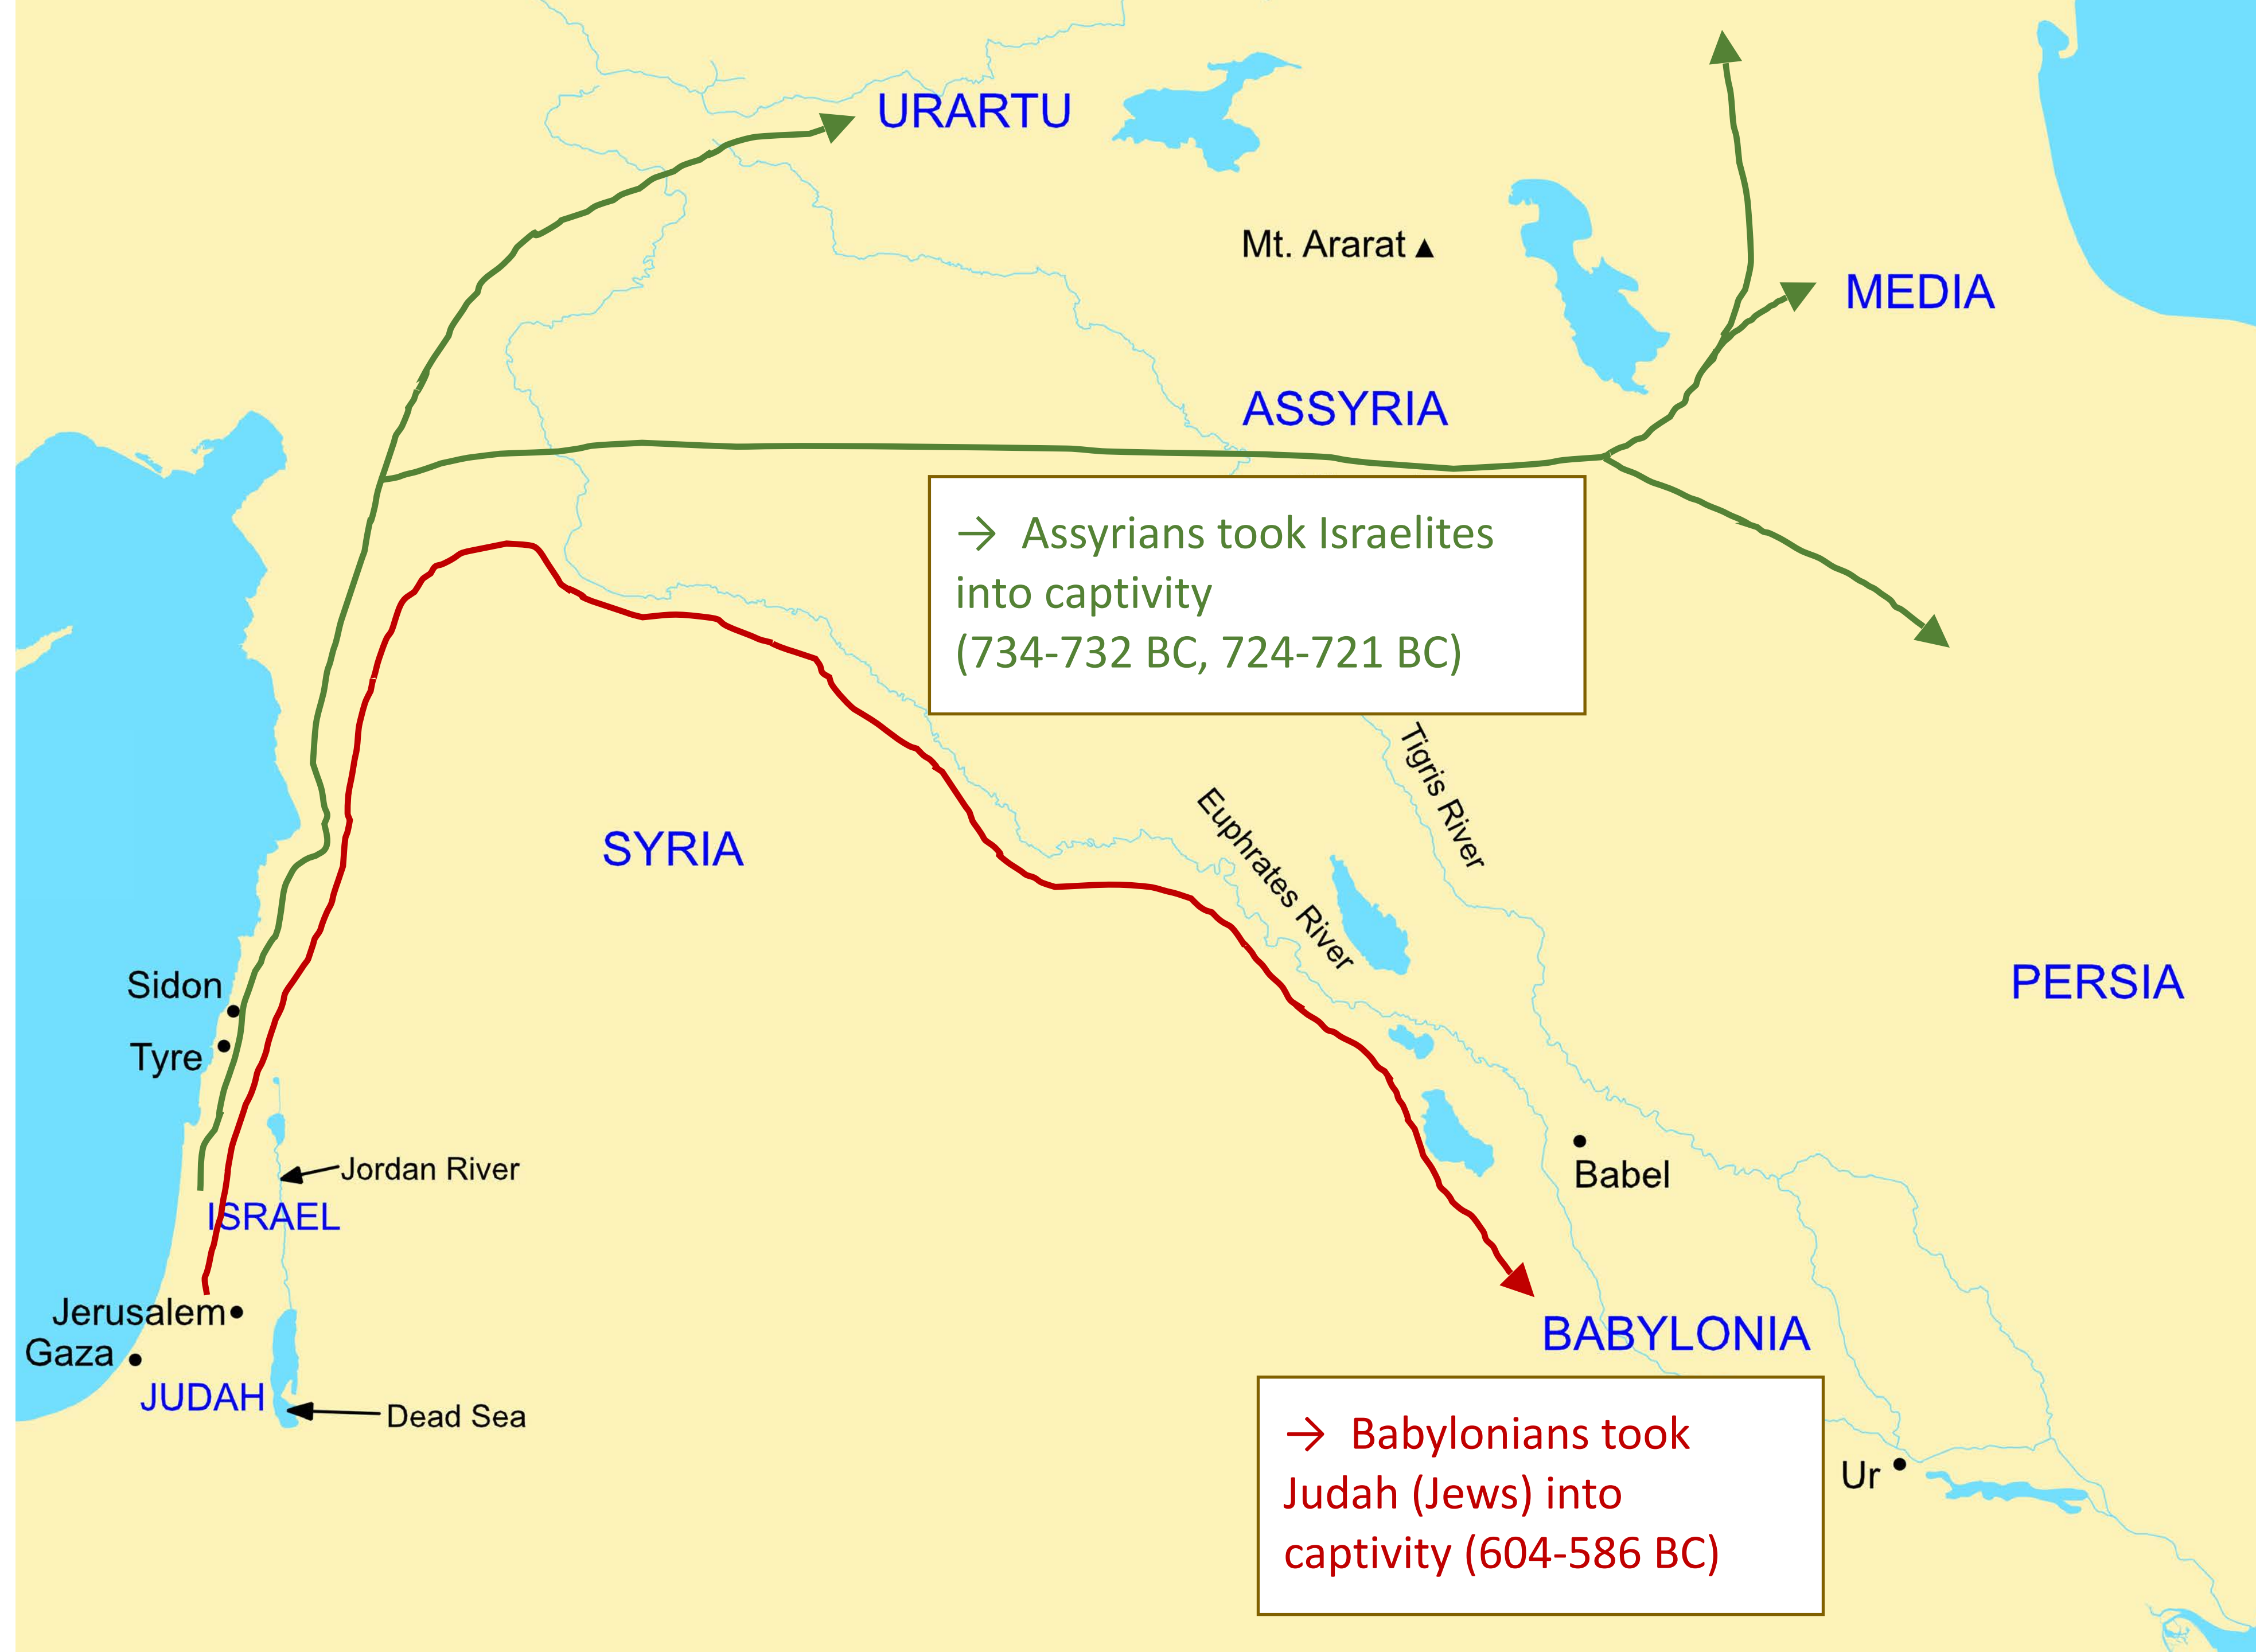 URARTU
Mt. Ararat
MEDIA
ASSYRIA
→ Assyrians took Israelites
into captivity
(734-732 BC, 724-721 BC)
Tigris River
Euphrates River
SYRIA
Sidon
Tyre
PERSIA
Jordan River
Babel
ISRAEL
Jerusalem
Gaza
BABYLONIA
JUDAH
Dead Sea
→ Babylonians took
Judah (Jews) into
captivity (604-586 BC)
Ur